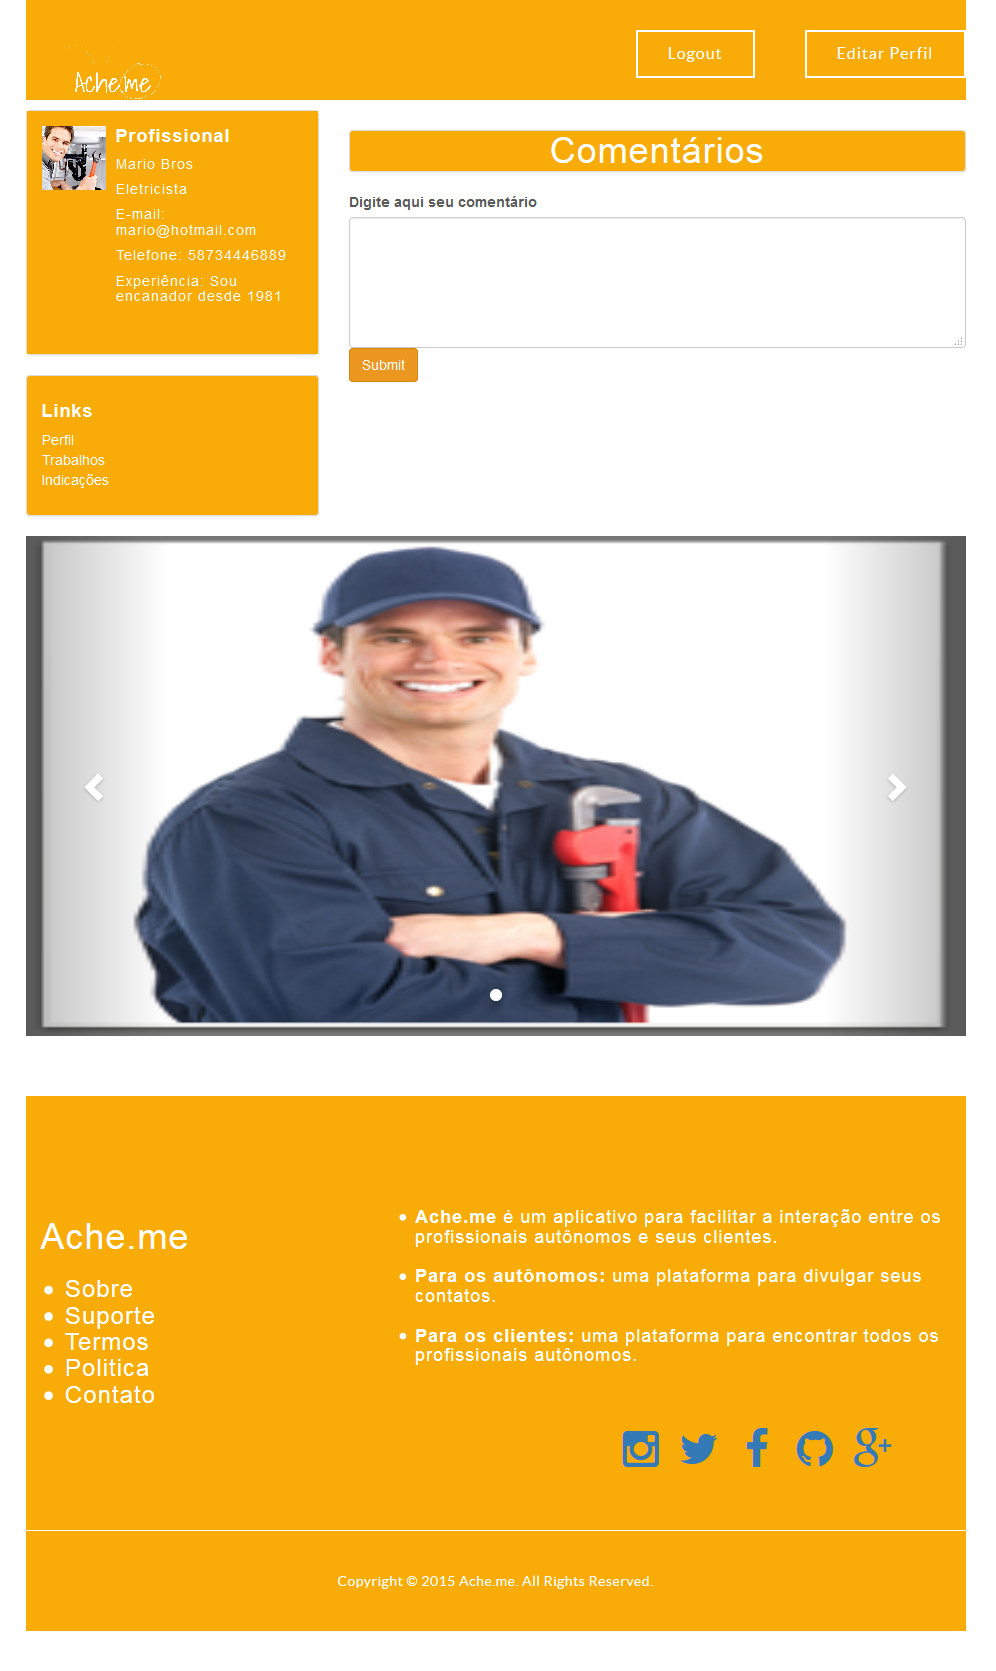 Ache.me
Logout
Editar Perfil
Profissional
Mario Bros
Eletricista
E-mail:
mario@hotmail.com
Telefone: 58734446889
Experiência: Sou
encanador desde 1981
Comentários
Digite aqui seu comentário
Submit
Links
Perfil
Trabalhos
Indicações
Ache.me
• Sobre
• Suporte
• Termos
• Politica
• Contato
• Ache.me é um aplicativo para facilitar a interação entre os
profissionais autônomos e seus clientes.
• Para os autônomos: uma plataforma para divulgar seus
contatos.
• Para os clientes: uma plataforma para encontrar todos os
profissionais autônomos.
Copyright © 2015 Ache.me. All Rights Reserved.